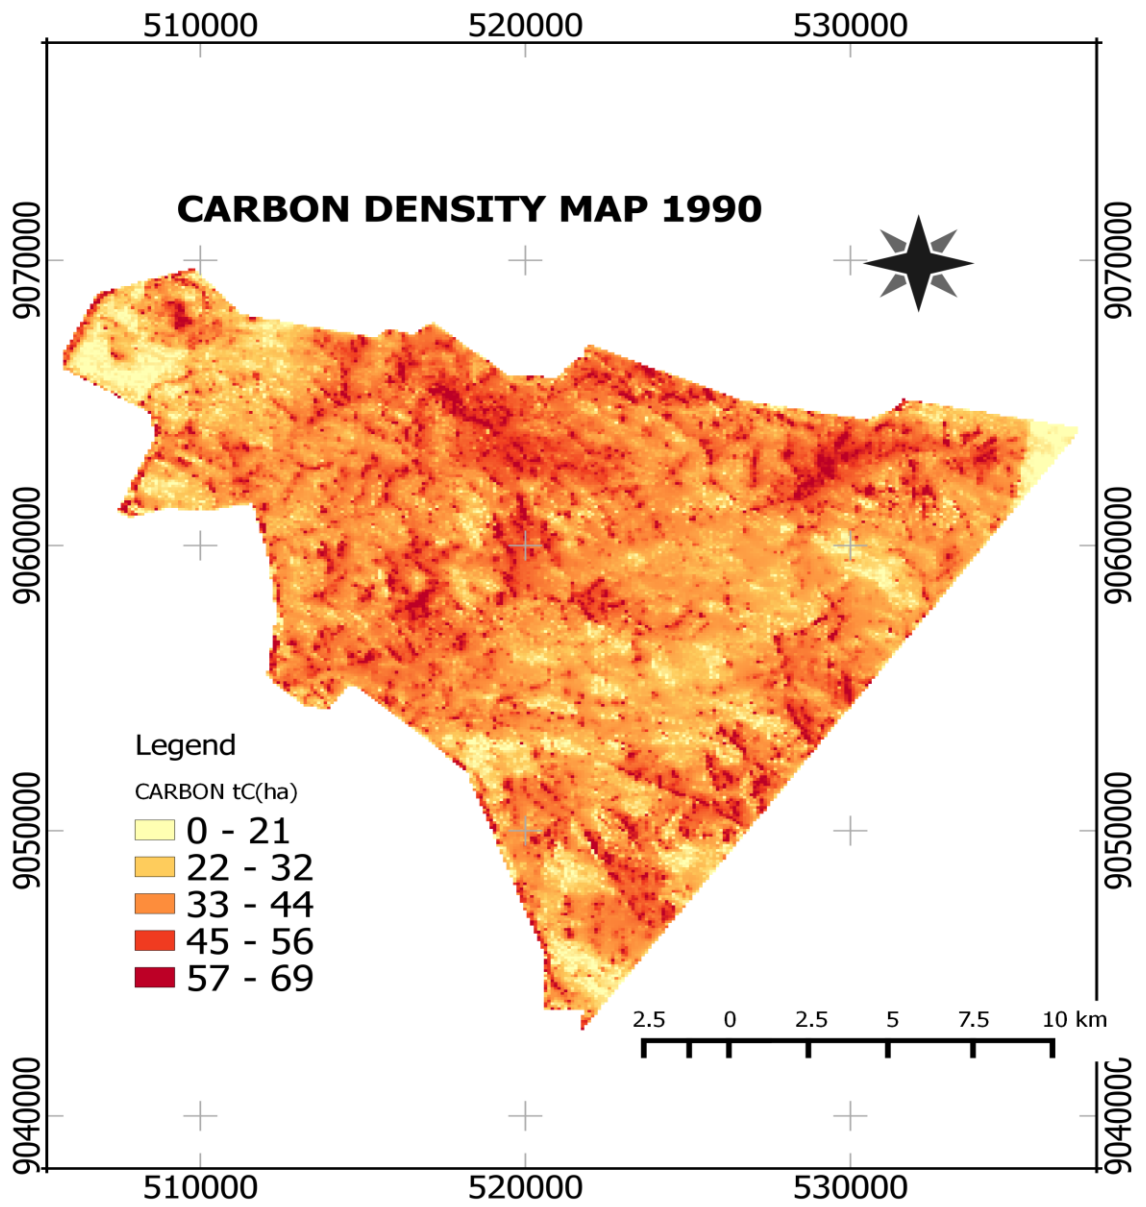 510000 520000 530000
CARBON DENSITY MAP 1990
9070000 9070000
9060000 9060000
Legend
CARBON tC(ha)
9050000 9050000
0 - 21
22 - 32
33 - 44
45 - 56
57 - 69
2.5 0 2.5 5 7.5 10 km
9040000 9040000
510000 520000 530000